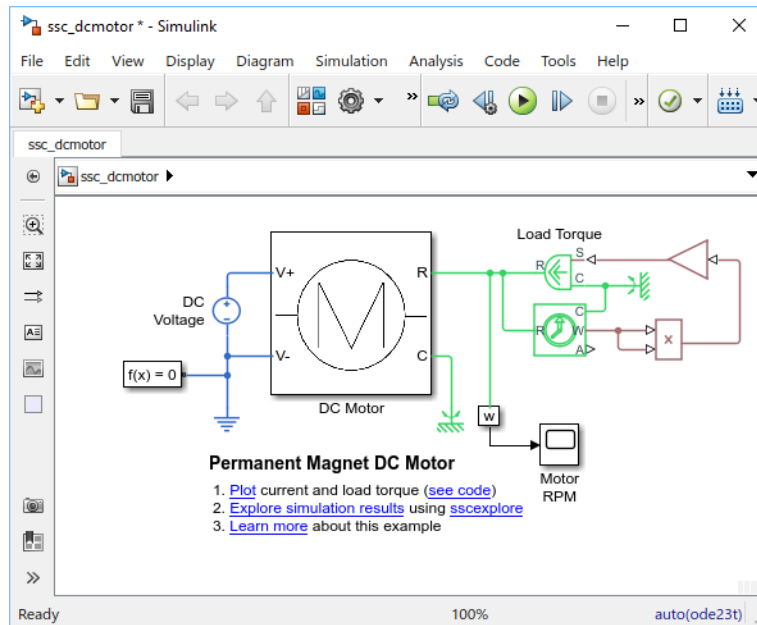 ssc_dcmotor * - Simulink
File Edit View Display Diagram Simulation Analysis Code Tools Help
» »
ssc_dcmotor
ssc_dcmotor
A
Load Torque
R S C
V+ R
DC
Voltage
C
R W
A
x
f(x) = 0
V- C
DC Motor
w
Motor
RPM
Permanent Magnet DC Motor
1. Plot current and load torque (see code)
2. Explore simulation results using sscexplore
3. Learn more about this example
»
Ready 100% auto(ode23t)